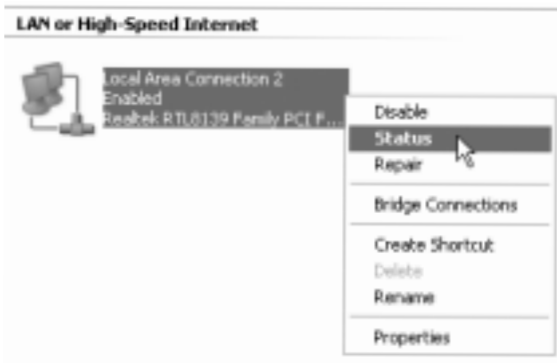 LAN or High-Speed Internet
Local Area Connection 2
Enabled
Realtek RTL8139 Family PCI F...
Disable
Status
Repair
Bridge Connections
Create Shortcut
Delete
Rename
Properties